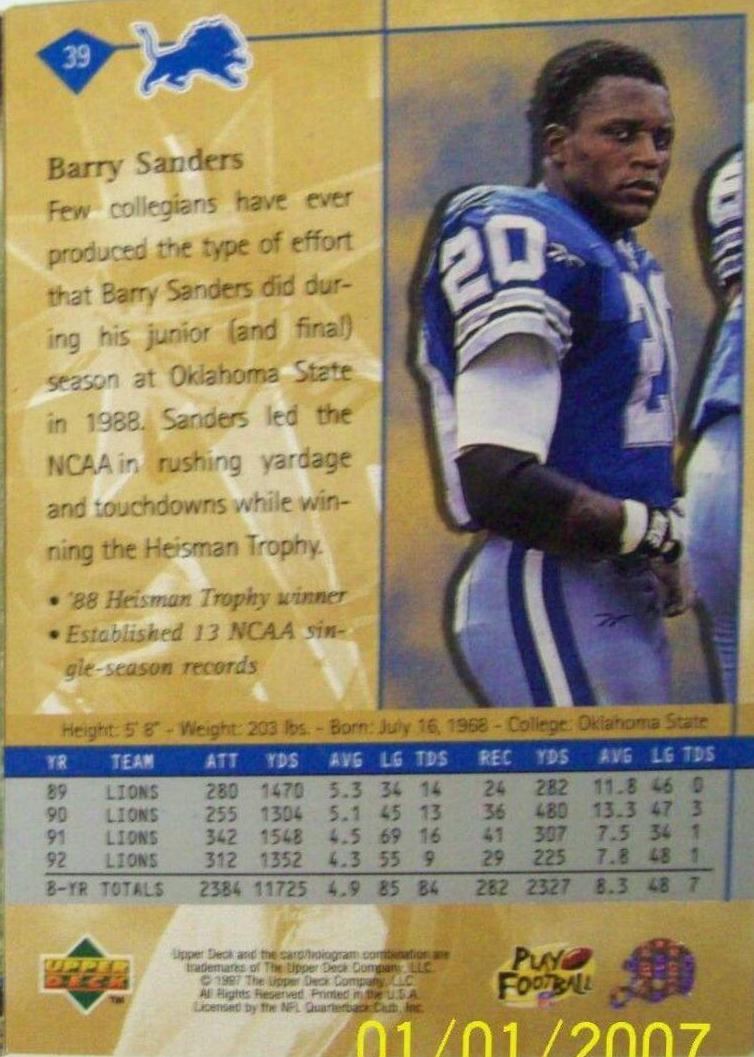 39
Barry Sanders
Few collegians have ever
produced the type of effort
that Barry Sanders did dur-
ing his junior (and final)
season at Oklahoma State
in 1988. Sanders led the
NCAA in rushing yardage
and touchdowns while win-
ning the Heisman Trophy.
• '88 Heisman Trophy winner
• Established 13 NCAA sin-
gle-season records
20
Height: 5' 8" - Weight: 203 lbs. - Born: July 16, 1968 - College: Oklahoma State
YR TEAM ATT YDS AVG LG TDS REC YDS AVG LG TDS
89 LIONS 280 1470 5.3 34 14 24 282 11.8 46 0
90 LIONS 255 1304 5.1 45 13 36 480 13.3 47 3
91 LIONS 342 1548 4.5 69 16 41 307 7.5 34 1
92 LIONS 312 1352 4.3 55 9 29 225 7.8 48 1
8-YR TOTALS 2384 11725 4.9 85 84 282 2327 8.3 48 7
UPPER
DECK
TM
Upper Deck and the card/hologram combination are
trademarks of The Upper Deck Company, LLC.
© 1997 The Upper Deck Company, LLC
All Rights Reserved. Printed in the U.S.A.
Licensed by the NFL Quarterback Club, Inc.
PLAY
FOOTBALL
01/01/2007